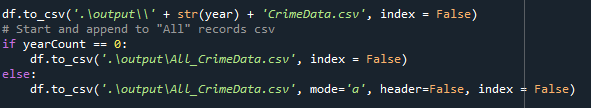 df.to_csv('.\output\\' + str(year) + 'CrimeData.csv', index = False)
# Start and append to "All" records csv
if yearCount == 0:
    df.to_csv('.\output\All_CrimeData.csv', index = False)
else:
    df.to_csv('.\output\All_CrimeData.csv', mode='a', header=False, index = False)